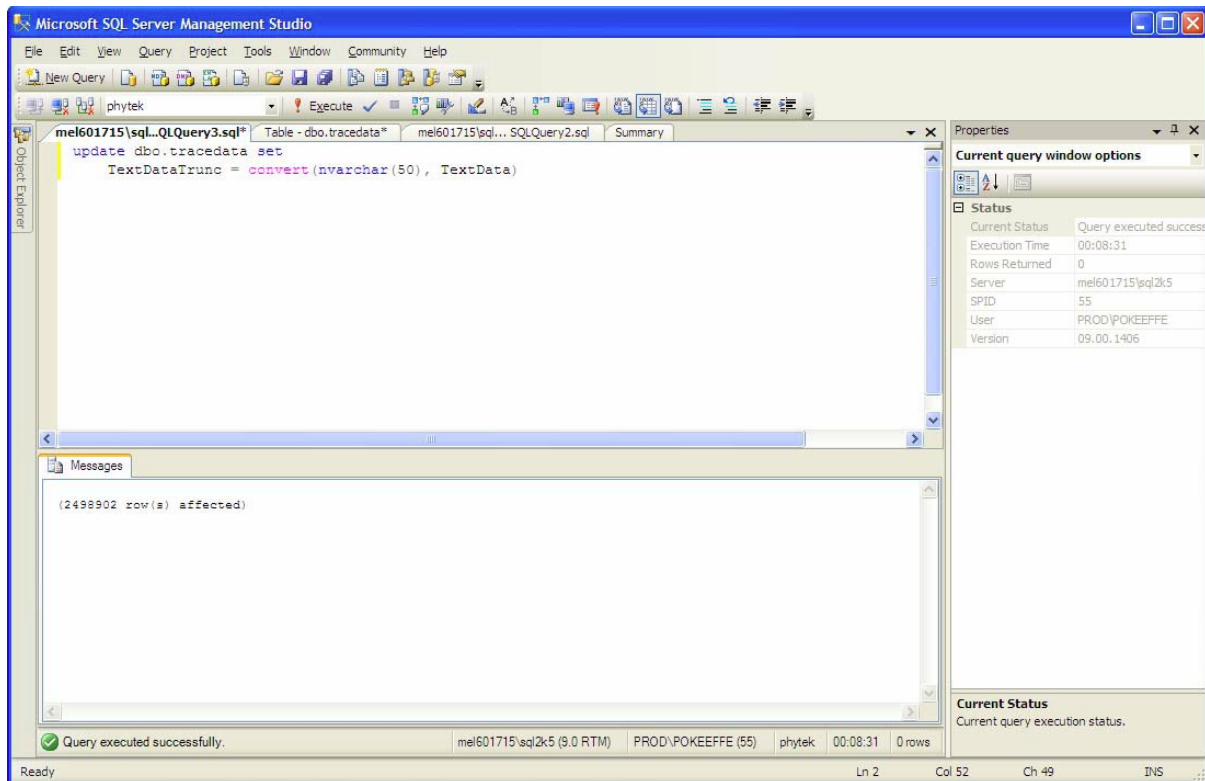 Microsoft SQL Server Management Studio
File Edit View Query Project Tools Window Community Help
New Query
phytek Execute
mel601715\sql...QLQuery3.sql* Table - dbo.tracedata* mel601715\sql... SQLQuery2.sql Summary
Object Explorer
update dbo.tracedata set
TextDataTrunc = convert(nvarchar(50), TextData)
Messages
(2498902 row(s) affected)
Query executed successfully. mel601715\sql2k5 (9.0 RTM) PROD\POKEEFFE (55) phytek 00:08:31 0 rows
Properties
Current query window options
Status
Current Status Query executed success
Execution Time 00:08:31
Rows Returned 0
Server mel601715\sql2k5
SPID 55
User PROD\POKEEFFE
Version 09.00.1406
Current Status
Current query execution status.
Ready Ln 2 Col 52 Ch 49 INS